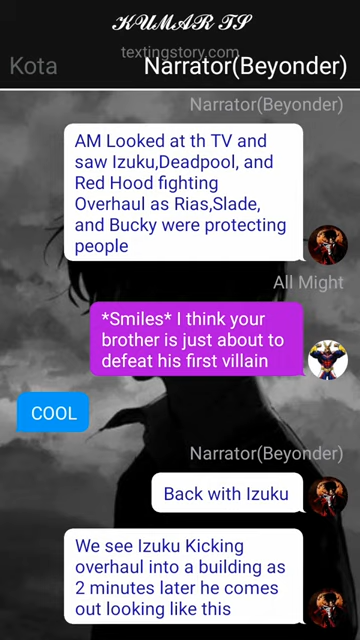 KUMAR TS
textingstory.com
Kota
Narrator(Beyonder)
Narrator(Beyonder)
AM Looked at th TV and
saw Izuku,Deadpool, and
Red Hood fighting
Overhaul as Rias,Slade,
and Bucky were protecting
people
All Might
*Smiles* I think your
brother is just about to
defeat his first villain
COOL
Narrator(Beyonder)
Back with Izuku
We see Izuku Kicking
overhaul into a building as
2 minutes later he comes
out looking like this